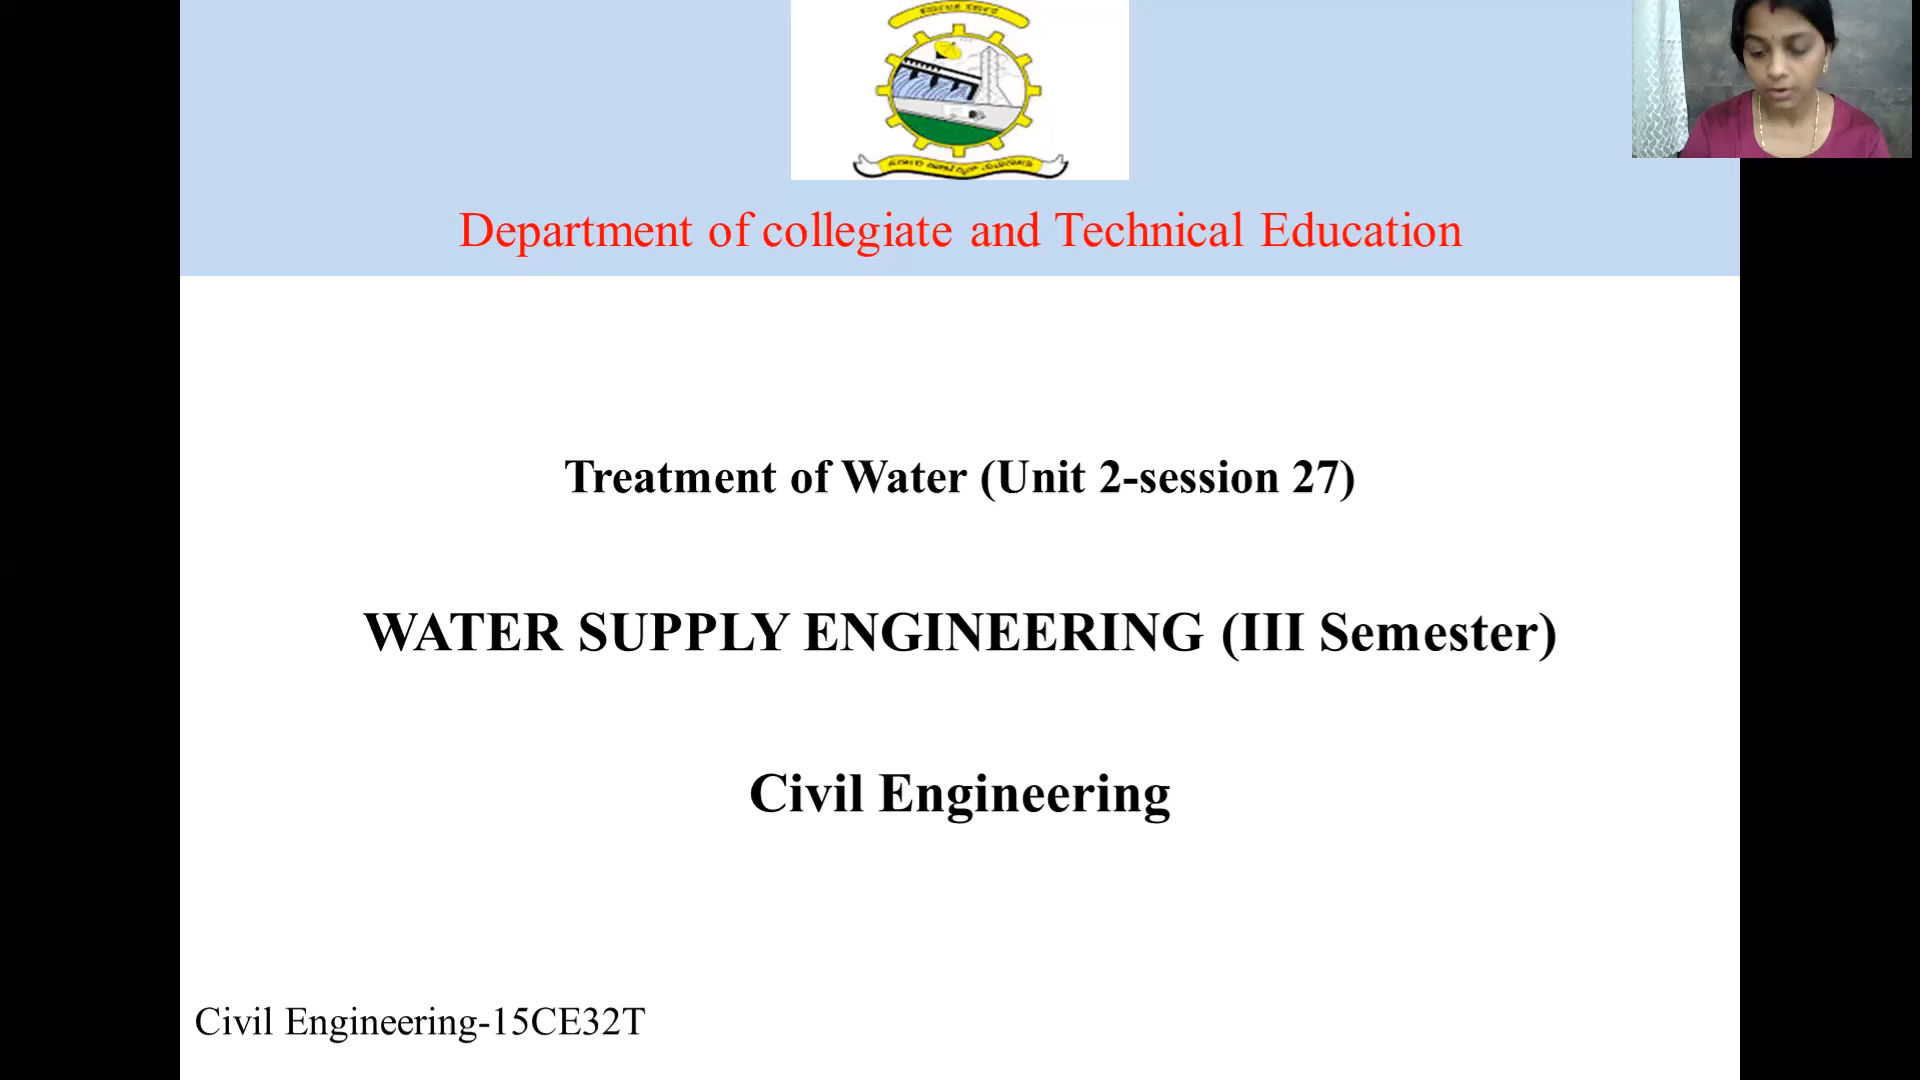 Department of collegiate and Technical Education
Treatment of Water (Unit 2-session 27)
WATER SUPPLY ENGINEERING (III Semester)
Civil Engineering
Civil Engineering-15CE32T